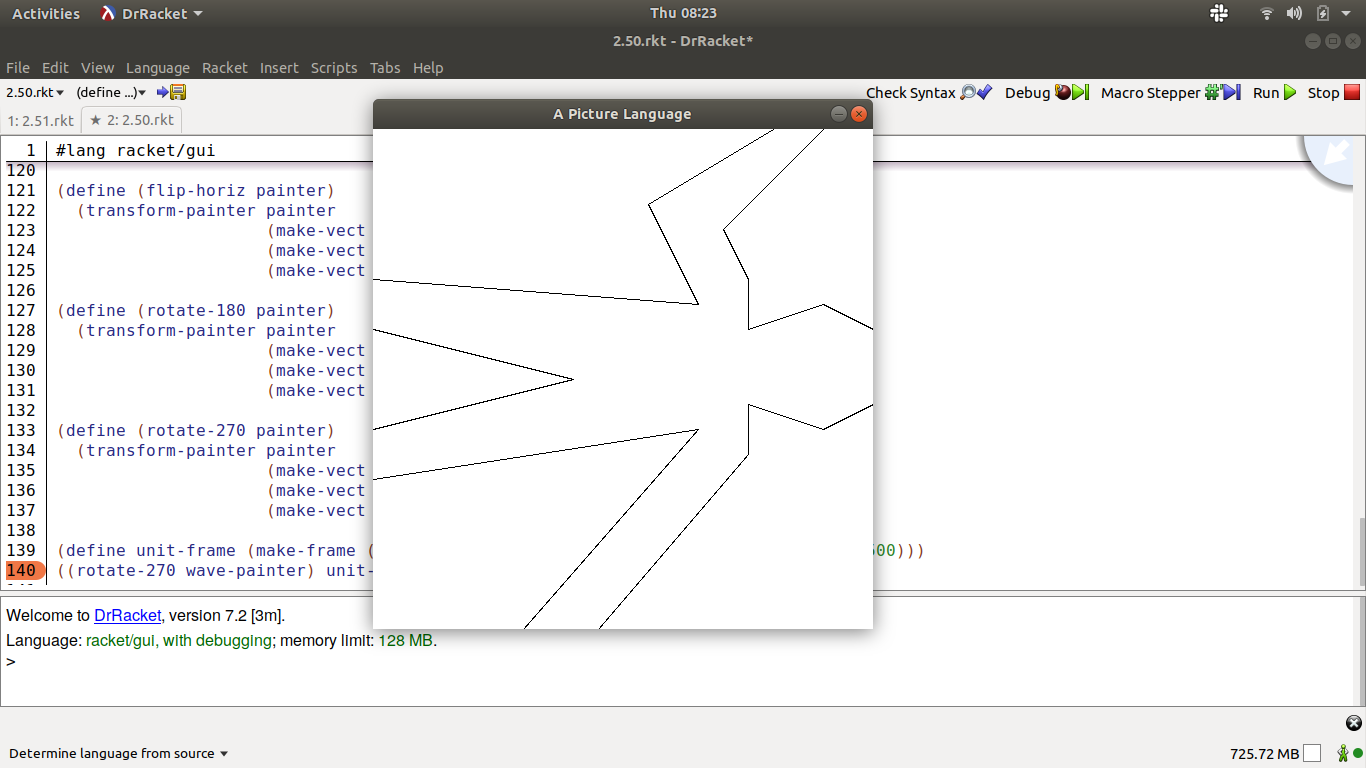 Activities DrRacket Thu 08:23
2.50.rkt - DrRacket*
File Edit View Language Racket Insert Scripts Tabs Help
2.50.rkt (define ...) Check Syntax Debug Macro Stepper Run Stop
1: 2.51.rkt ★ 2: 2.50.rkt
A Picture Language
1 #lang racket/gui
120
121 (define (flip-horiz painter)
122 (transform-painter painter
123 (make-vect
124 (make-vect
125 (make-vect
126
127 (define (rotate-180 painter)
128 (transform-painter painter
129 (make-vect
130 (make-vect
131 (make-vect
132
133 (define (rotate-270 painter)
134 (transform-painter painter
135 (make-vect
136 (make-vect
137 (make-vect
138
139 (define unit-frame (make-frame ( 00)))
140 ((rotate-270 wave-painter) unit-
Welcome to DrRacket, version 7.2 [3m].
Language: racket/gui, with debugging; memory limit: 128 MB.
>
Determine language from source 725.72 MB